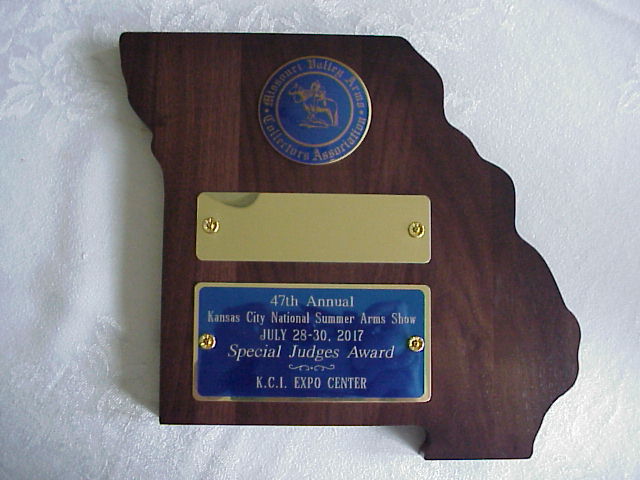 Missouri Valley Arms
Collectors Association
47th Annual
Kansas City National Summer Arms Show
JULY 28-30, 2017
Special Judges Award
K.C.I. EXPO CENTER